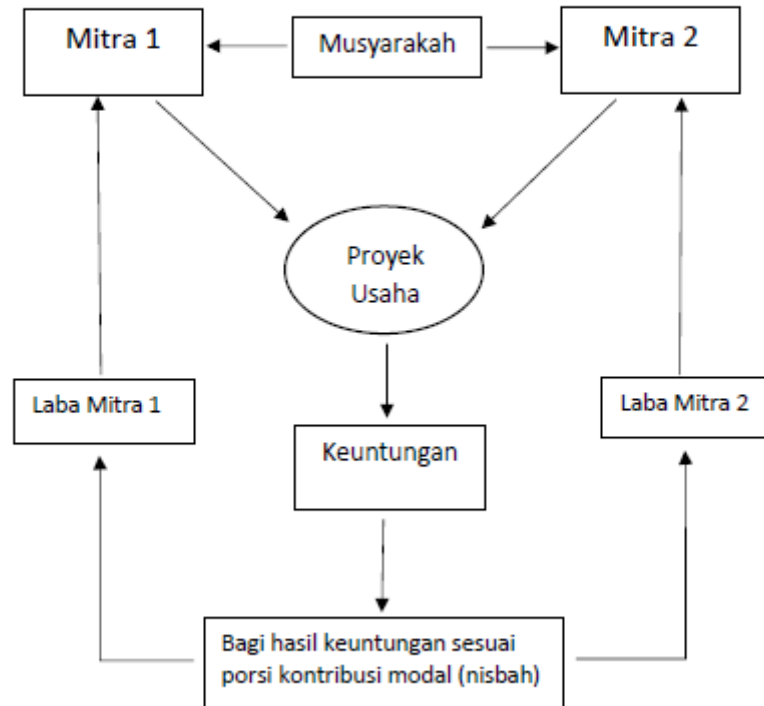 Mitra 1
Musyarakah
Mitra 2
Proyek
Usaha
Laba Mitra 1
Laba Mitra 2
Keuntungan
Bagi hasil keuntungan sesuai
porsi kontribusi modal (nisbah)